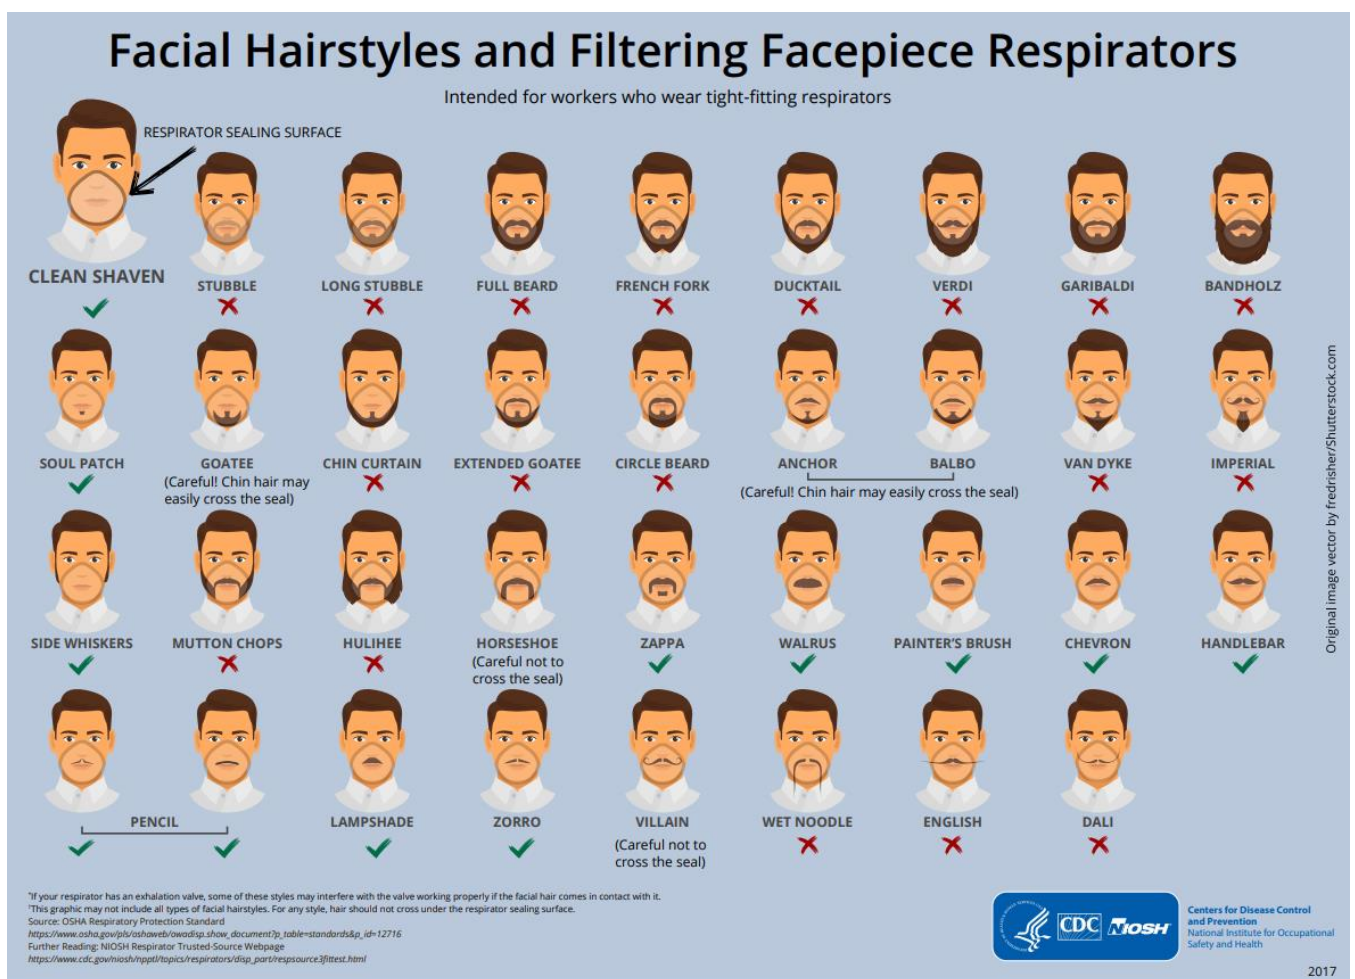 Facial Hairstyles and Filtering Facepiece Respirators
Intended for workers who wear tight-fitting respirators
RESPIRATOR SEALING SURFACE
CLEAN SHAVEN
STUBBLE
LONG STUBBLE
FULL BEARD
FRENCH FORK
DUCKTAIL
VERDI
GARIBALDI
BANDHOLZ
SOUL PATCH
GOATEE
(Careful! Chin hair may
easily cross the seal)
CHIN CURTAIN
EXTENDED GOATEE
CIRCLE BEARD
ANCHOR
BALBO
(Careful! Chin hair may easily cross the seal)
VAN DYKE
IMPERIAL
SIDE WHISKERS
MUTTON CHOPS
HULIHEE
HORSESHOE
(Careful not to
cross the seal)
ZAPPA
WALRUS
PAINTER'S BRUSH
CHEVRON
HANDLEBAR
PENCIL
LAMPSHADE
ZORRO
VILLAIN
(Careful not to
cross the seal)
WET NOODLE
ENGLISH
DALI
Original image vector by fredrisher/Shutterstock.com
*If your respirator has an exhalation valve, some of these styles may interfere with the valve working properly if the facial hair comes in contact with it.
†This graphic may not include all types of facial hairstyles. For any style, hair should not cross under the respirator sealing surface.
Source: OSHA Respiratory Protection Standard
https://www.osha.gov/pls/oshaweb/owadisp.show_document?p_table=standards&p_id=12716
Further Reading: NIOSH Respirator Trusted-Source Webpage
https://www.cdc.gov/niosh/npptl/topics/respirators/disp_part/respsource3fittest.html
CDC
NIOSH
Centers for Disease Control
and Prevention
National Institute for Occupational
Safety and Health
2017